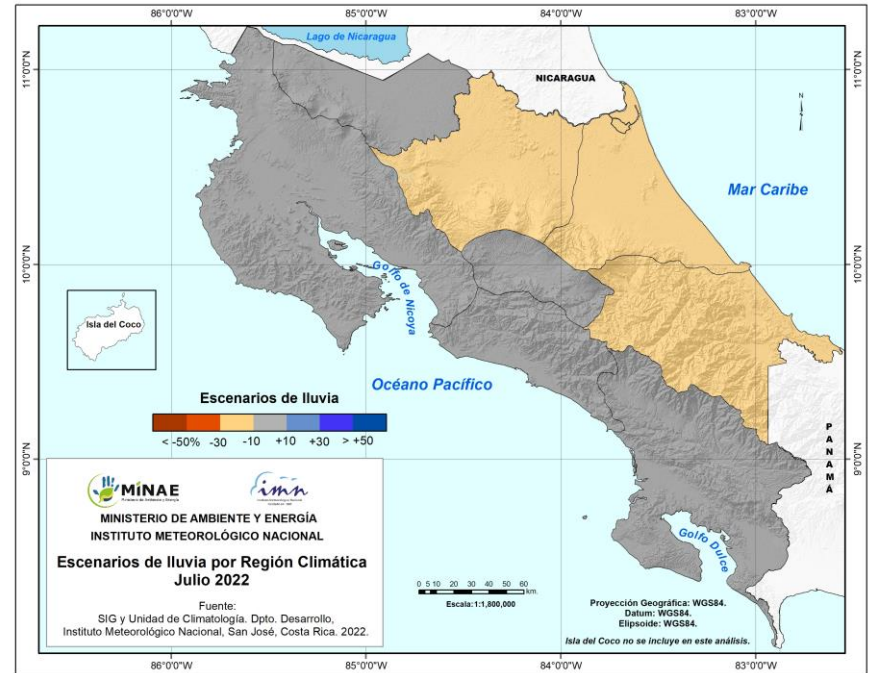 86°0'0"W 85°0'0"W 84°0'0"W 83°0'0"W
Lago de Nicaragua
11°0'0"N 11°0'0"N
NICARAGUA
N
Mar Caribe
10°0'0"N 10°0'0"N
Golfo de Nicoya
Isla del Coco
Océano Pacífico
Escenarios de lluvia
< -50% -30 -10 +10 +30 > +50
PANAMÁ
9°0'0"N 9°0'0"N
MiNAE
Ministerio de Ambiente y Energía
imn
MINISTERIO DE AMBIENTE Y ENERGÍA
INSTITUTO METEOROLÓGICO NACIONAL
Golfo Dulce
Escenarios de lluvia por Región Climática
Julio 2022
Fuente:
SIG y Unidad de Climatología. Dpto. Desarrollo,
Instituto Meteorológico Nacional, San José, Costa Rica. 2022.
0 5 10 20 30 40 50 60
km.
Escala:1:1,800,000
Proyección Geográfica: WGS84.
Datum: WGS84.
Elipsoide: WGS84.
Isla del Coco no se incluye en este análisis.
86°0'0"W 85°0'0"W 84°0'0"W 83°0'0"W